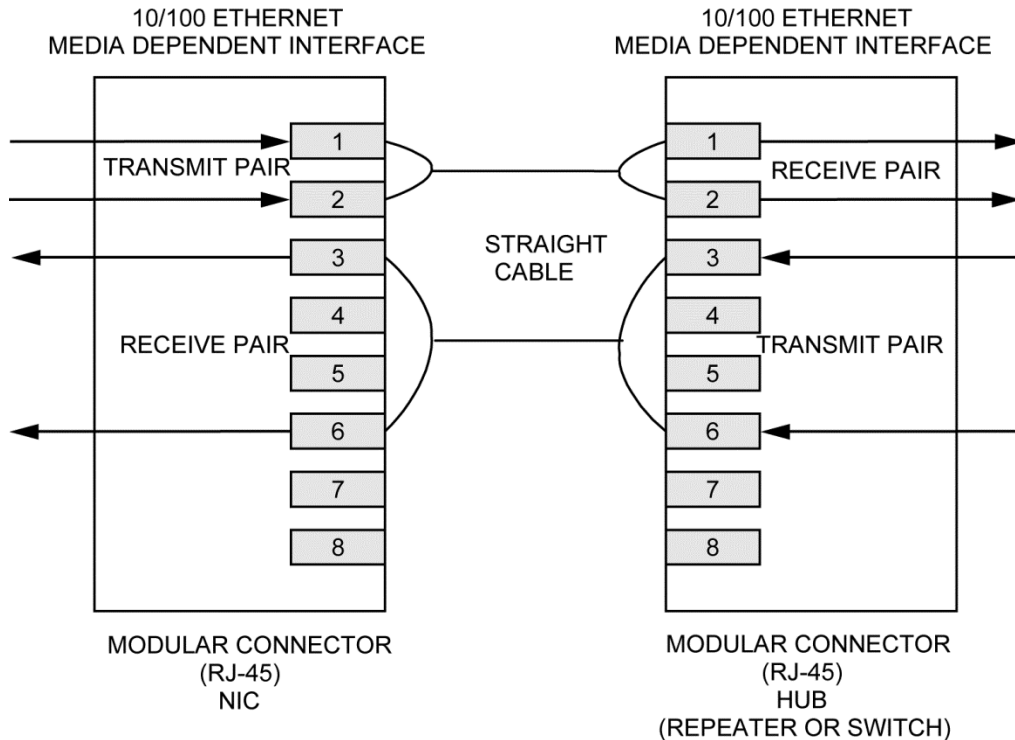 10/100 ETHERNET
MEDIA DEPENDENT INTERFACE
1
TRANSMIT PAIR
2
3
4
RECEIVE PAIR
5
6
7
8
MODULAR CONNECTOR
(RJ-45)
NIC
STRAIGHT
CABLE
10/100 ETHERNET
MEDIA DEPENDENT INTERFACE
1
RECEIVE PAIR
2
3
4
TRANSMIT PAIR
5
6
7
8
MODULAR CONNECTOR
(RJ-45)
HUB
(REPEATER OR SWITCH)